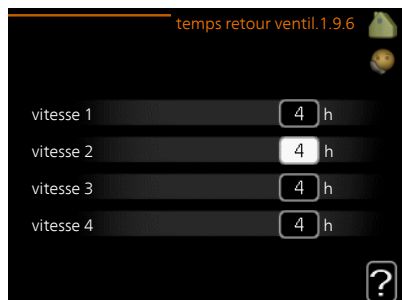 temps retour ventil.1.9.6
vitesse 1 4 h
vitesse 2 4 h
vitesse 3 4 h
vitesse 4 4 h
?